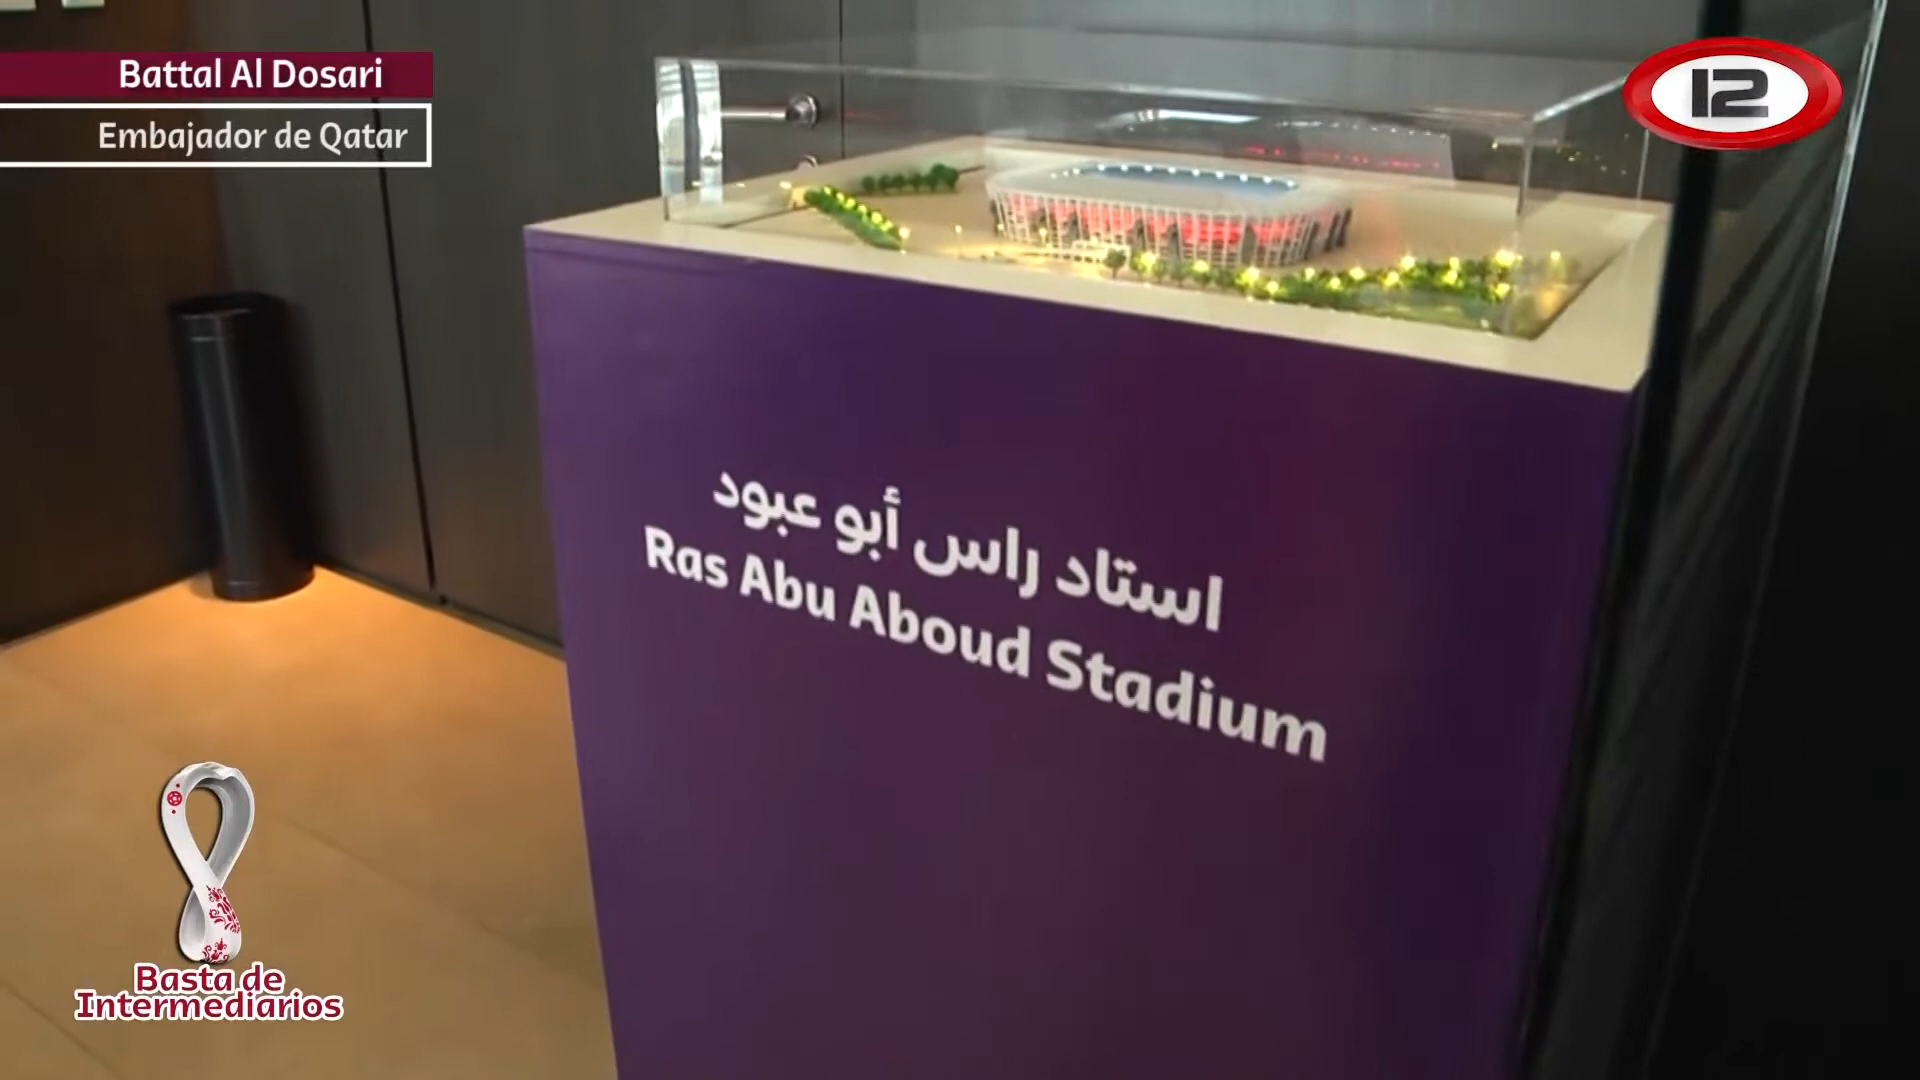 Battal Al Dosari
Embajador de Qatar
12
استاد راس أبو عبود
Ras Abu Aboud Stadium
Basta de
Intermediarios